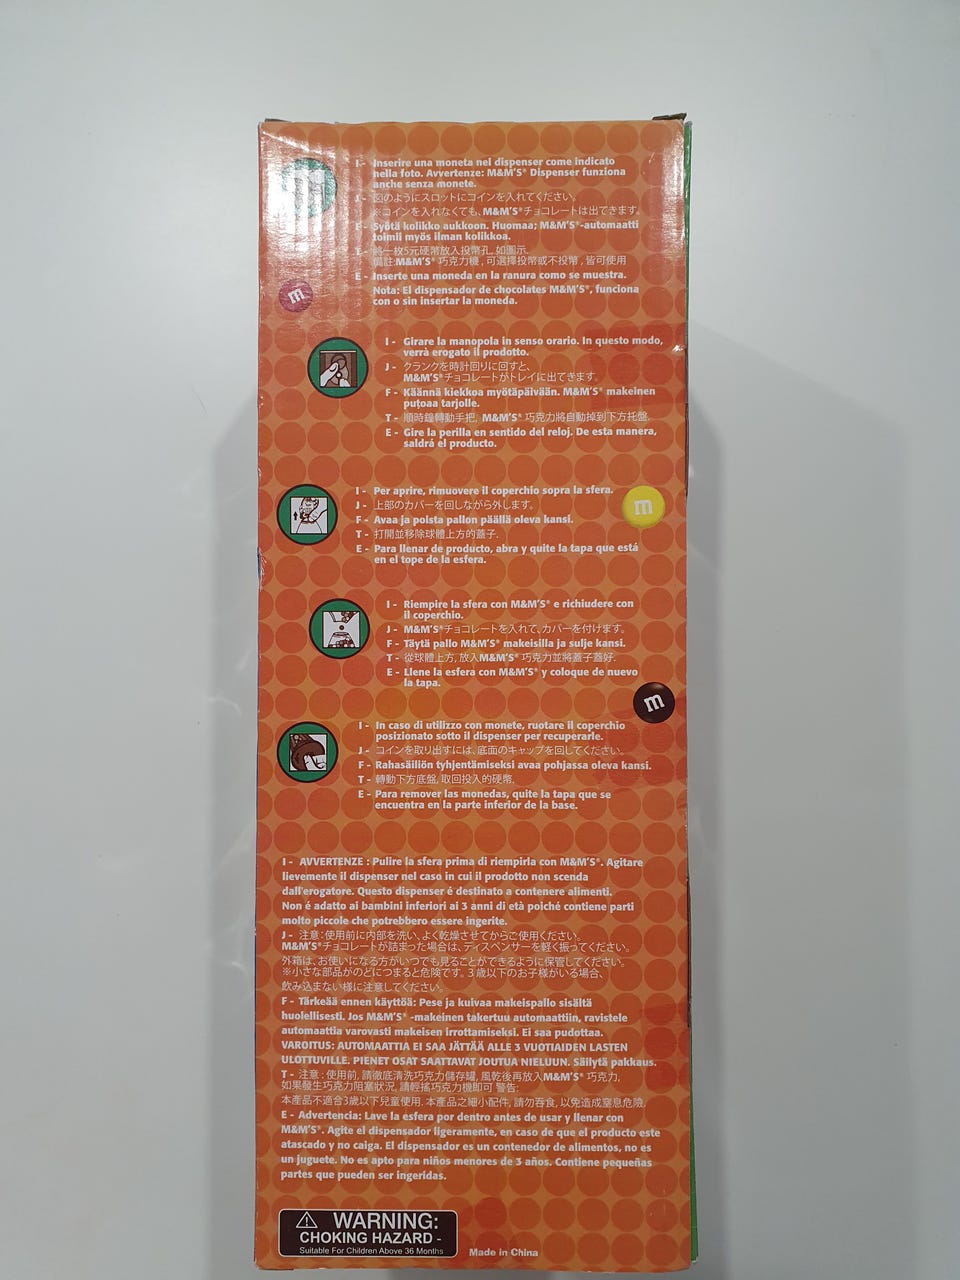 I - Inserire una moneta nel dispenser come indicato
nella foto. Avvertenze: M&M'S® Dispenser funziona
anche senza monete.
J - 図のようにスロットにコインを入れてください。
※コインを入れなくても、M&M'S®チョコレートは出てきます。
F - Syötä kolikko aukkoon. Huomaa; M&M'S®-automaatti
toimii myös ilman kolikkoa.
T - 將一枚5元硬幣放入投幣孔, 如圖示.
備註:M&M'S® 巧克力機 , 可選擇投幣或不投幣 , 皆可使用
E - Inserte una moneda en la ranura como se muestra.
Nota: El dispensador de chocolates M&M'S®, funciona
con o sin insertar la moneda.
m
m
I - Girare la manopola in senso orario. In questo modo,
verrà erogato il prodotto.
J - クランクを時計回りに回すと、
M&M'S®チョコレートがトレイに出てきます。
F - Käännä kiekkoa myötäpäivään. M&M'S® makeinen
putoaa tarjolle.
T - 順時鐘轉動手把, M&M'S® 巧克力將自動掉到下方托盤.
E - Gire la perilla en sentido del reloj. De esta manera,
saldrá el producto.
I - Per aprire, rimuovere il coperchio sopra la sfera.
J - 上部のカバーを回しながら外します。
F - Avaa ja poista pallon päällä oleva kansi.
T - 打開並移除球體上方的蓋子.
E - Para llenar de producto, abra y quite la tapa que está
en el tope de la esfera.
m
I - Riempire la sfera con M&M'S® e richiudere con
il coperchio.
J - M&M'S®チョコレートを入れて、カバーを付けます。
F - Täytä pallo M&M'S® makeisilla ja sulje kansi.
T - 從球體上方, 放入M&M'S® 巧克力並將蓋子蓋好.
E - Llene la esfera con M&M'S® y coloque de nuevo
la tapa.
m
I - In caso di utilizzo con monete, ruotare il coperchio
posizionato sotto il dispenser per recuperarle.
J - コインを取り出すには、底面のキャップを回してください。
F - Rahasäiliön tyhjentämiseksi avaa pohjassa oleva kansi.
T - 轉動下方底盤, 取回投入的硬幣.
E - Para remover las monedas, quite la tapa que se
encuentra en la parte inferior de la base.
I - AVVERTENZE : Pulire la sfera prima di riempirla con M&M'S®. Agitare
lievemente il dispenser nel caso in cui il prodotto non scenda
dall'erogatore. Questo dispenser é destinato a contenere alimenti.
Non é adatto ai bambini inferiori ai 3 anni di età poiché contiene parti
molto piccole che potrebbero essere ingerite.
J - 注意:使用前に内部を洗い、よく乾燥させてからご使用ください。
M&M'S®チョコレートが詰まった場合は、ディスペンサーを軽く振ってください。
外箱は、お使いになる方がいつでも見ることができるように保管してください。
※小さな部品がのどにつまると危険です。3歳以下のお子様がいる場合、
飲み込まない様に注意してください。
F - Tärkeää ennen käyttöä: Pese ja kuivaa makeispallo sisältä
huolellisesti. Jos M&M'S® -makeinen takertuu automaattiin, ravistele
automaattia varovasti makeisen irrottamiseksi. Ei saa pudottaa.
VAROITUS: AUTOMAATTIA EI SAA JÄTTÄÄ ALLE 3 VUOTIAIDEN LASTEN
ULOTTUVILLE. PIENET OSAT SAATTAVAT JOUTUA NIELUUN. Säilytä pakkaus.
T - 注意 : 使用前, 請徹底清洗巧克力儲存罐, 風乾後再放入M&M'S® 巧克力.
如果發生巧克力阻塞狀況, 請輕搖巧克力機即可 警告:
本產品不適合3歲以下兒童使用. 本產品之細小配件, 請勿吞食, 以免造成窒息危險.
E - Advertencia: Lave la esfera por dentro antes de usar y llenar con
M&M'S®. Agite el dispensador ligeramente, en caso de que el producto este
atascado y no caiga. El dispensador es un contenedor de alimentos, no es
un juguete. No es apto para niños menores de 3 años. Contiene pequeñas
partes que pueden ser ingeridas.
WARNING:
CHOKING HAZARD -
Suitable For Children Above 36 Months
Made in China